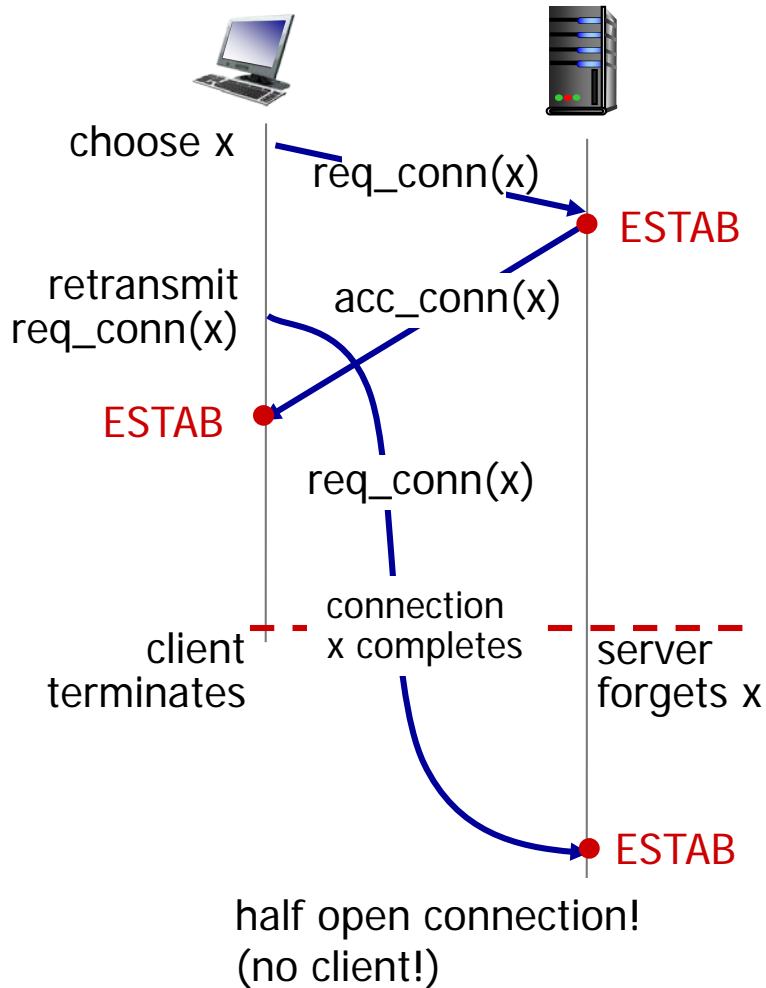 choose x
req_conn(x)
ESTAB
retransmit
req_conn(x)
acc_conn(x)
ESTAB
req_conn(x)
connection
x completes
client
terminates
server
forgets x
ESTAB
half open connection!
(no client!)